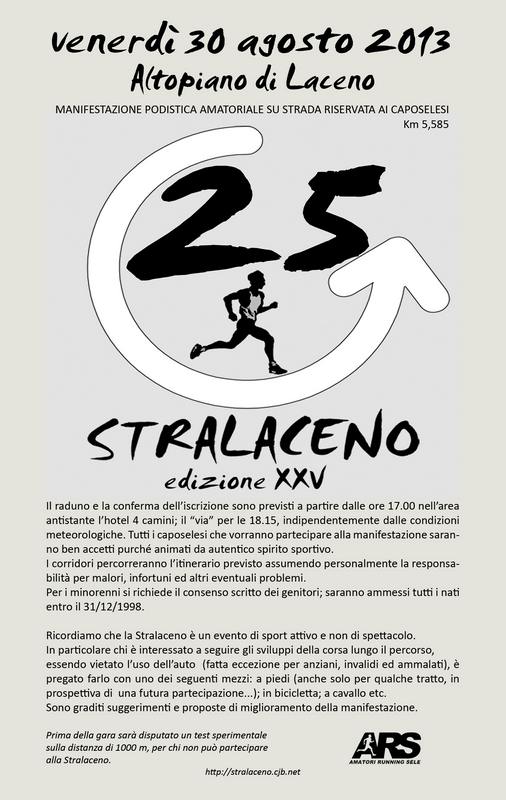 venerdì 30 agosto 2013
Altopiano di Laceno
MANIFESTAZIONE PODISTICA AMATORIALE SU STRADA RISERVATA AI CAPOSELESI
Km 5,585
25
STRALACENO
edizione XXV
Il raduno e la conferma dell'iscrizione sono previsti a partire dalle ore 17.00 nell'area
antistante l'hotel 4 camini; il "via" per le 18.15, indipendentemente dalle condizioni
meteorologiche. Tutti i caposelesi che vorranno partecipare alla manifestazione saran-
no ben accetti purché animati da autentico spirito sportivo.
I corridori percorreranno l'itinerario previsto assumendo personalmente la responsa-
bilità per malori, infortuni ed altri eventuali problemi.
Per i minorenni si richiede il consenso scritto dei genitori; saranno ammessi tutti i nati
entro il 31/12/1998.
Ricordiamo che la Stralaceno è un evento di sport attivo e non di spettacolo.
In particolare chi è interessato a seguire gli sviluppi della corsa lungo il percorso,
essendo vietato l'uso dell'auto (fatta eccezione per anziani, invalidi ed ammalati), è
pregato farlo con uno dei seguenti mezzi: a piedi (anche solo per qualche tratto, in
prospettiva di una futura partecipazione...); in bicicletta; a cavallo etc.
Sono graditi suggerimenti e proposte di miglioramento della manifestazione.
Prima della gara sarà disputato un test sperimentale
sulla distanza di 1000 m, per chi non può partecipare
alla Stralaceno.
ARS
AMATORI RUNNING SELE
http://stralaceno.cjb.net